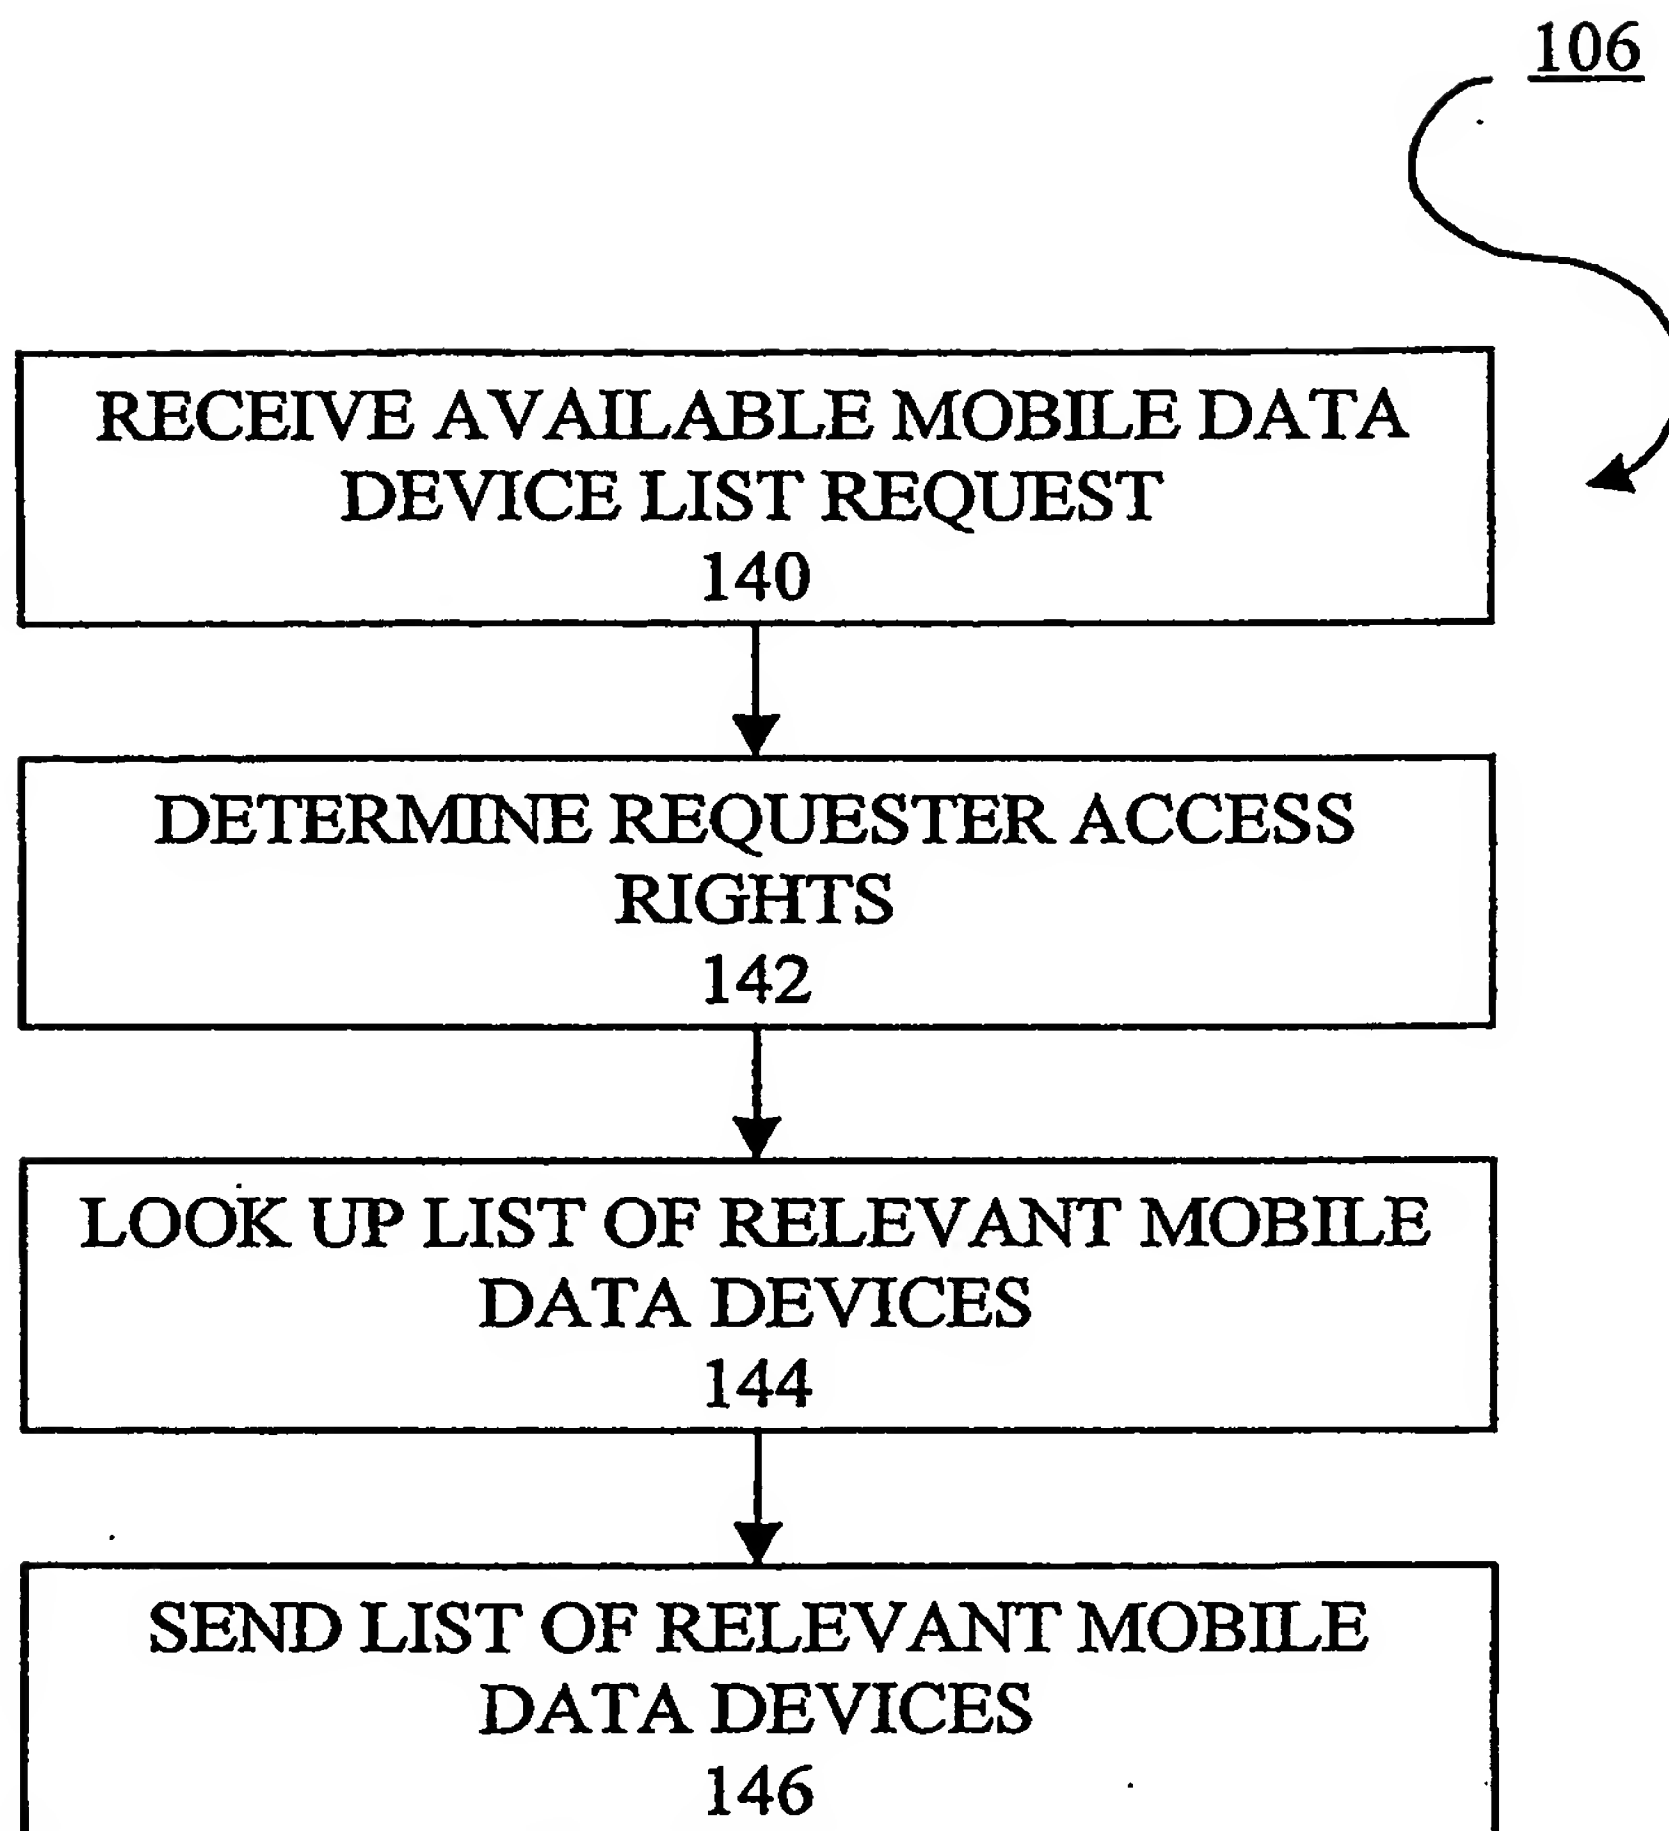 106
RECEIVE AVAILABLE MOBILE DATA
DEVICE LIST REQUEST
140
DETERMINE REQUESTER ACCESS
RIGHTS
142
LOOK UP LIST OF RELEVANT MOBILE
DATA DEVICES
144
SEND LIST OF RELEVANT MOBILE
DATA DEVICES
146